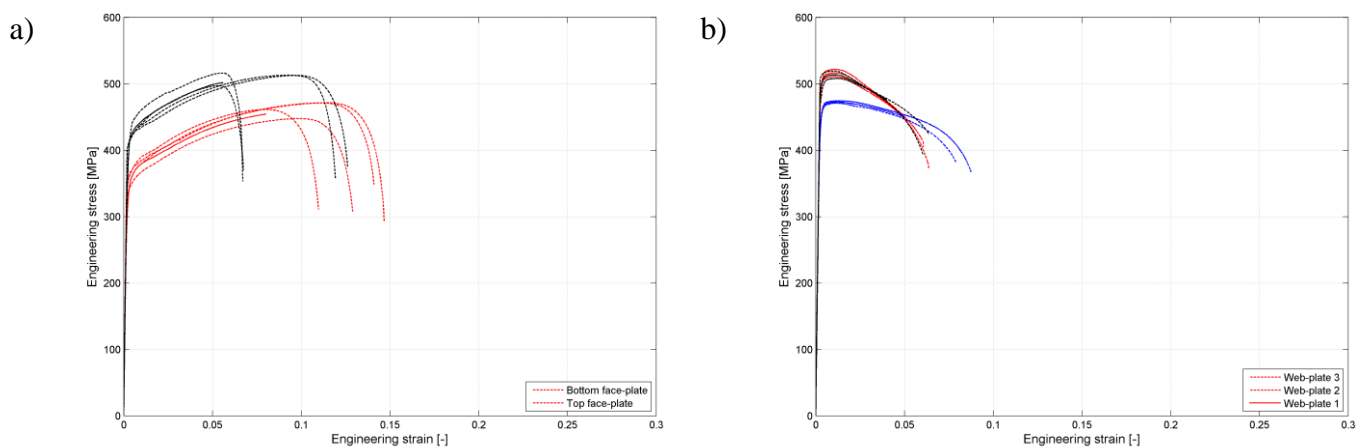 a)
600
500
400
300
200
100
0
Engineering stress [MPa]
0
0.05
0.1
0.15
0.2
0.25
0.3
Engineering strain [-]
Bottom face-plate
Top face-plate
b)
600
500
400
300
200
100
0
Engineering stress [MPa]
0
0.05
0.1
0.15
0.2
0.25
0.3
Engineering strain [-]
Web-plate 3
Web-plate 2
Web-plate 1